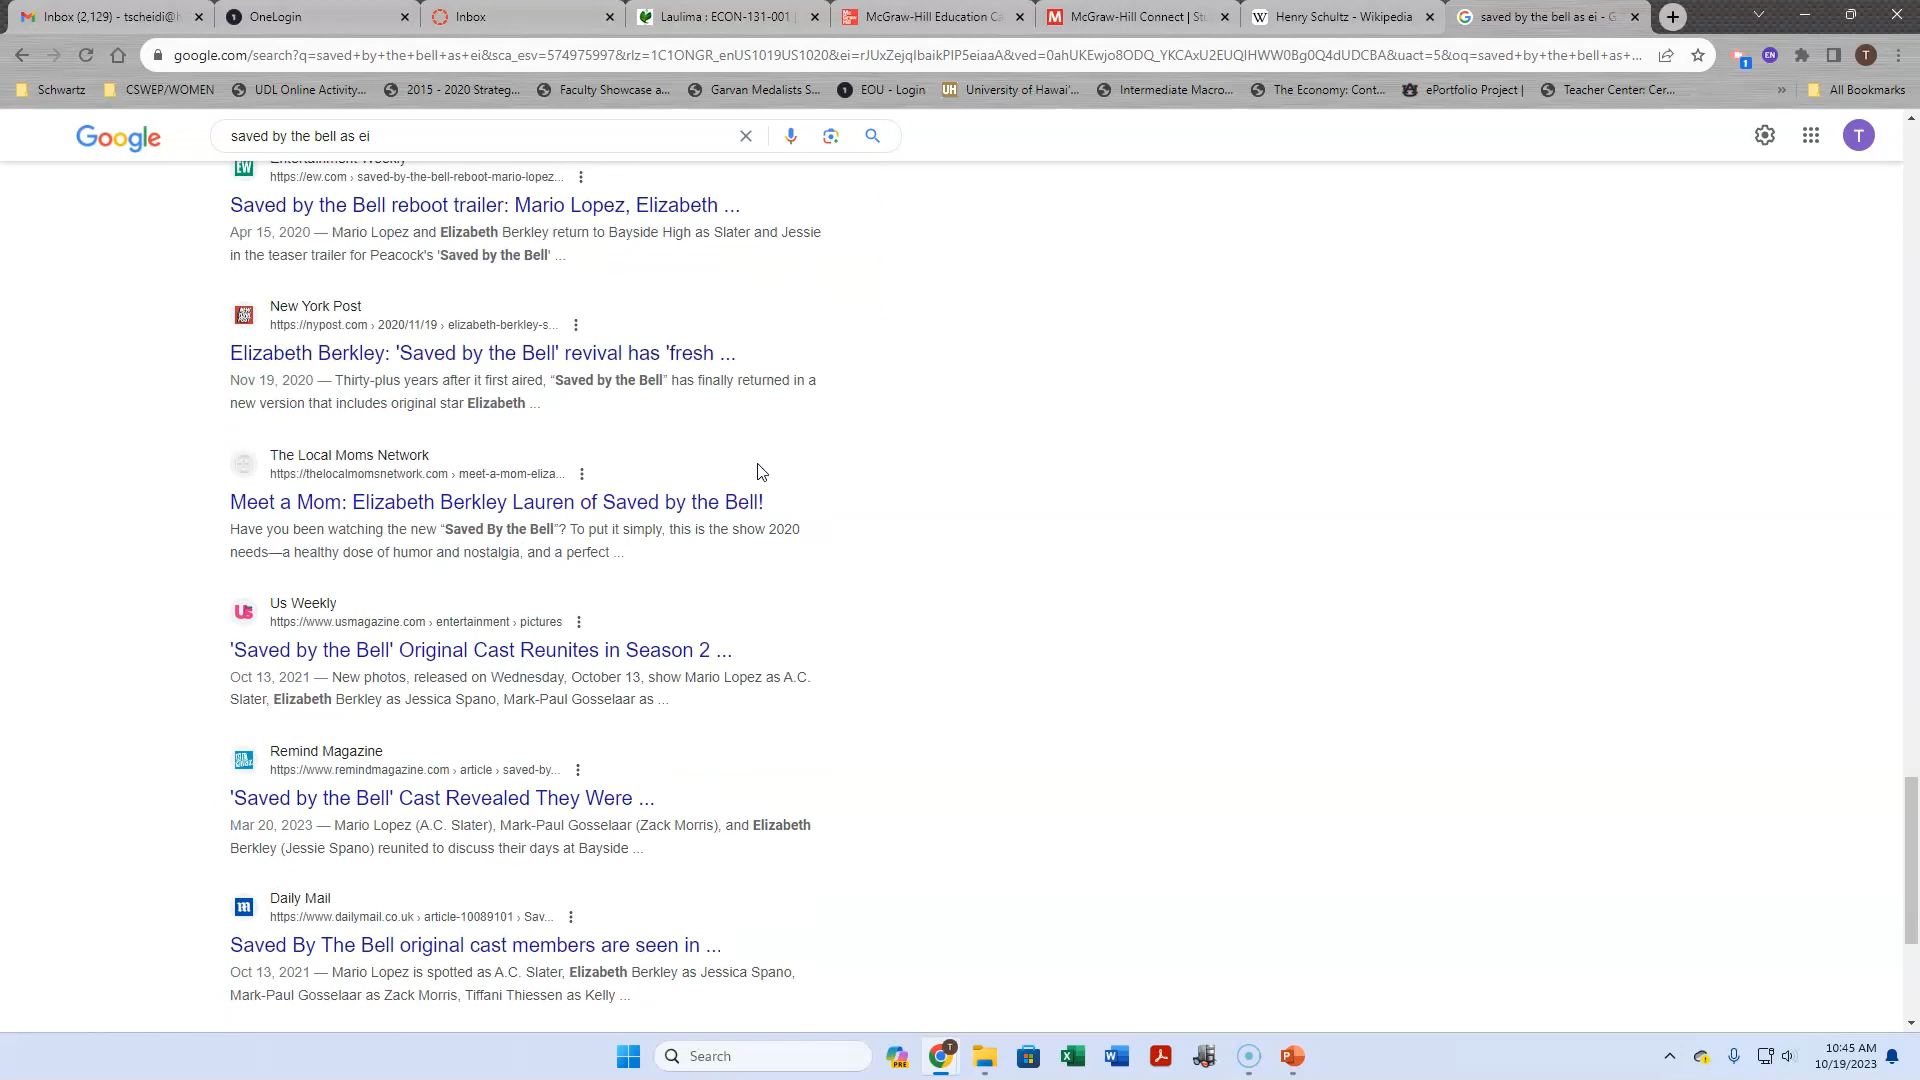 Inbox (2,129) - tscheidi@h
OneLogin
Inbox
Laulima : ECON-131-001
McGraw-Hill Education Ca
McGraw-Hill Connect | Stu
Henry Schultz - Wikipedia
saved by the bell as ei - G
google.com/search?q=saved+by+the+bell+as+ei&sca_esv=574975997&rlz=1C1ONGR_enUS1019US1020&ei=rJUxZejqIbaikPIP5eiaaA&ved=0ahUKEwjo8ODQ_YKCAxU2EUQIHWW0Bg0Q4dUDCBA&uact=5&oq=saved+by+the+bell+as+...
1
EN
T
Schwartz
CSWEP/WOMEN
UDL Online Activity...
2015 - 2020 Strateg...
Faculty Showcase a...
Garvan Medalists S...
EOU - Login
University of Hawai'...
Intermediate Macro...
The Economy: Cont...
ePortfolio Project |
Teacher Center: Cer...
»
All Bookmarks
Google
saved by the bell as ei
T
EW
Entertainment Weekly
https://ew.com › saved-by-the-bell-reboot-mario-lopez...
Saved by the Bell reboot trailer: Mario Lopez, Elizabeth ...
Apr 15, 2020 — Mario Lopez and Elizabeth Berkley return to Bayside High as Slater and Jessie
in the teaser trailer for Peacock's 'Saved by the Bell' ...
New York Post
https://nypost.com › 2020/11/19 › elizabeth-berkley-s...
Elizabeth Berkley: 'Saved by the Bell' revival has 'fresh ...
Nov 19, 2020 — Thirty-plus years after it first aired, “Saved by the Bell” has finally returned in a
new version that includes original star Elizabeth ...
The Local Moms Network
https://thelocalmomsnetwork.com › meet-a-mom-eliza...
Meet a Mom: Elizabeth Berkley Lauren of Saved by the Bell!
Have you been watching the new “Saved By the Bell”? To put it simply, this is the show 2020
needs—a healthy dose of humor and nostalgia, and a perfect ...
Us
Us Weekly
https://www.usmagazine.com › entertainment › pictures
'Saved by the Bell' Original Cast Reunites in Season 2 ...
Oct 13, 2021 — New photos, released on Wednesday, October 13, show Mario Lopez as A.C.
Slater, Elizabeth Berkley as Jessica Spano, Mark-Paul Gosselaar as ...
Remind Magazine
https://www.remindmagazine.com › article › saved-by...
'Saved by the Bell' Cast Revealed They Were ...
Mar 20, 2023 — Mario Lopez (A.C. Slater), Mark-Paul Gosselaar (Zack Morris), and Elizabeth
Berkley (Jessie Spano) reunited to discuss their days at Bayside ...
m
Daily Mail
https://www.dailymail.co.uk › article-10089101 › Sav...
Saved By The Bell original cast members are seen in ...
Oct 13, 2021 — Mario Lopez is spotted as A.C. Slater, Elizabeth Berkley as Jessica Spano,
Mark-Paul Gosselaar as Zack Morris, Tiffani Thiessen as Kelly ...
Search
PRE
T
10:45 AM
10/19/2023